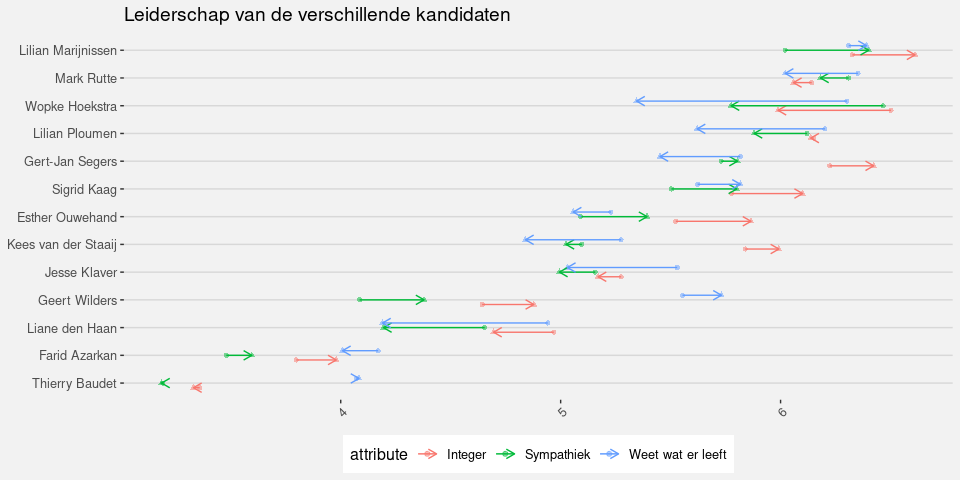 Leiderschap van de verschillende kandidaten
Lilian Marijnissen
Mark Rutte
Wopke Hoekstra
Lilian Ploumen
Gert-Jan Segers
Sigrid Kaag
Esther Ouwehand
Kees van der Staaij
Jesse Klaver
Geert Wilders
Liane den Haan
Farid Azarkan
Thierry Baudet
4 5 6
attribute Integer Sympathiek Weet wat er leeft